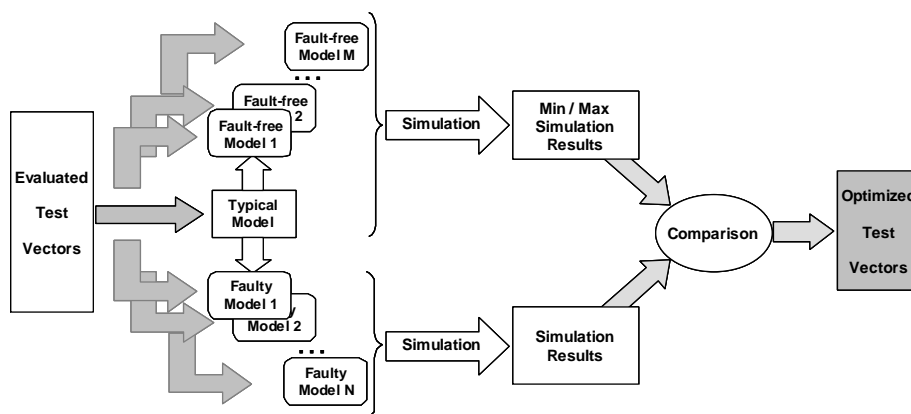 Evaluated
Test
Vectors
Fault-free
Model M
...
Fault-free
2
Fault-free
Model 1
Typical
Model
Faulty
Model 1
Model 2
...
Faulty
Model N
Simulation
Simulation
Min / Max
Simulation
Results
Simulation
Results
Comparison
Optimized
Test
Vectors